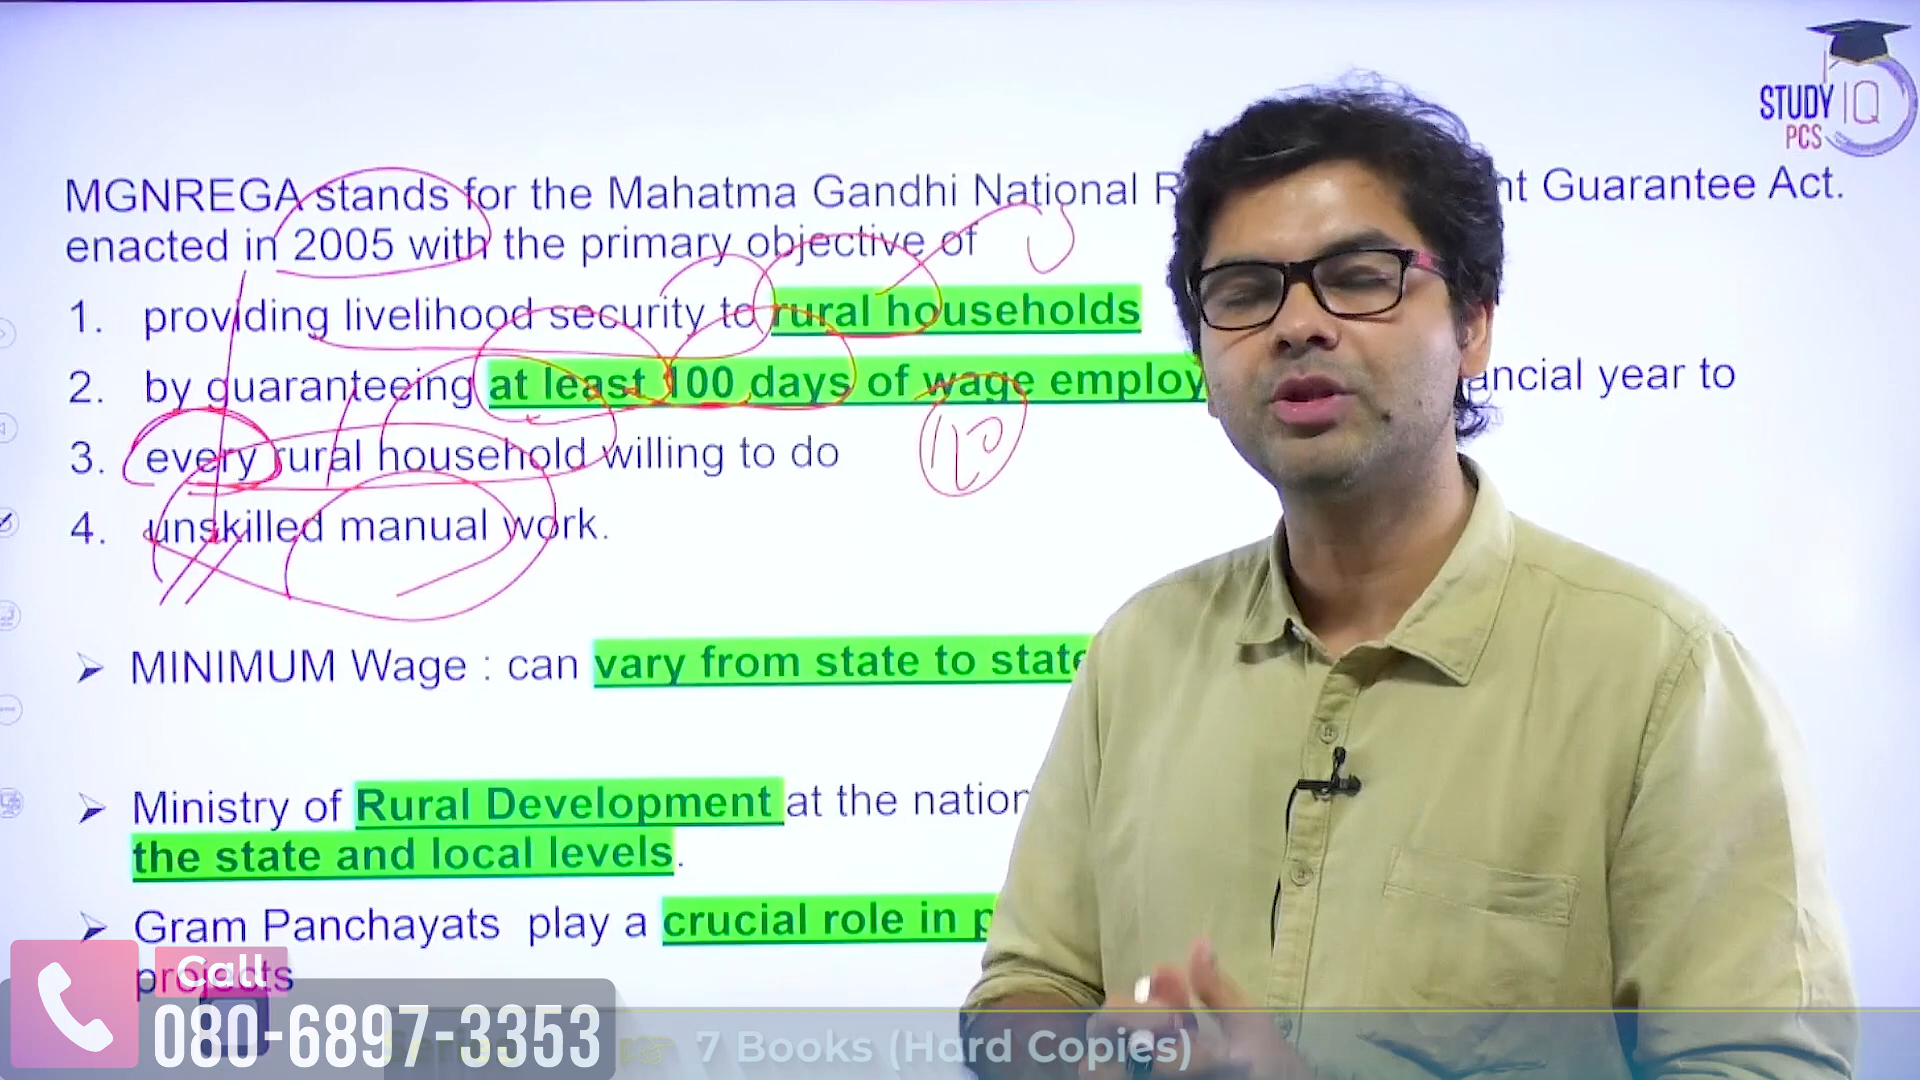 STUDY IQ
PCS
MGNREGA stands for the Mahatma Gandhi National R nt Guarantee Act.
enacted in 2005 with the primary objective of
1. providing livelihood security to rural households
2. by guaranteeing at least 100 days of wage employ ancial year to
3. every rural household willing to do
4. unskilled manual work.
➢ MINIMUM Wage : can vary from state to state
➢ Ministry of Rural Development at the nation
the state and local levels.
➢ Gram Panchayats play a crucial role in p
projects
Call
080-6897-3353
7 Books (Hard Copies)